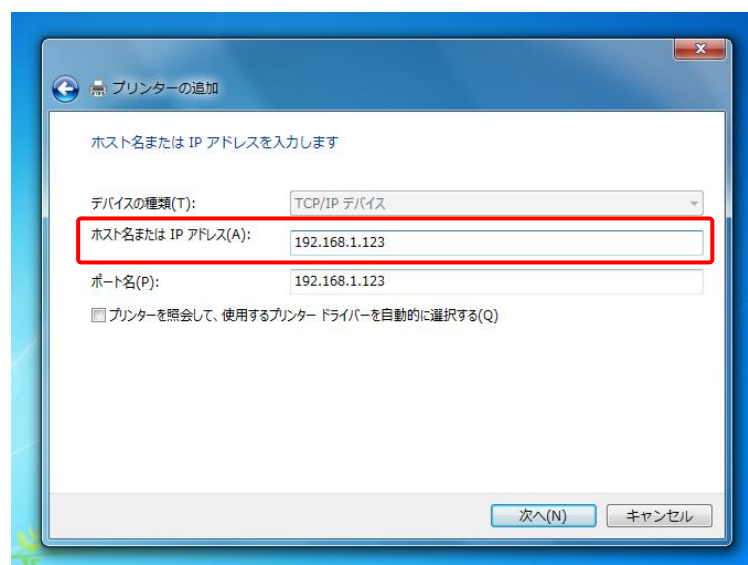 プリンターの追加
ホスト名または IP アドレスを入力します
デバイスの種類(T):
TCP/IP デバイス
ホスト名または IP アドレス(A):
192.168.1.123
ポート名(P):
192.168.1.123
プリンターを照会して、使用するプリンター ドライバーを自動的に選択する(Q)
次へ(N)
キャンセル